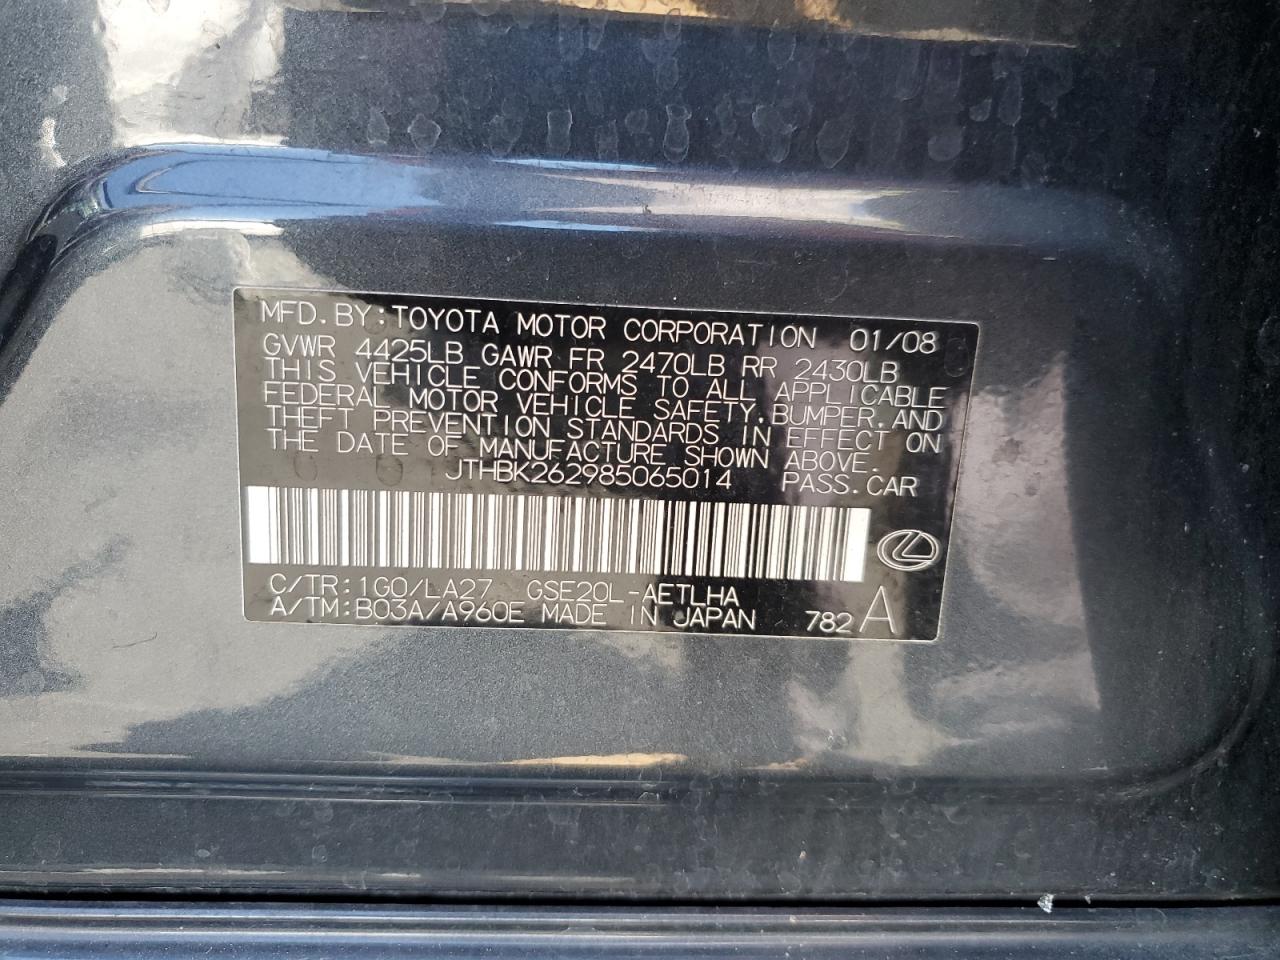 MFD.BY:TOYOTA MOTOR CORPORATION 01/08
GVWR 4425LB GAWR FR 2470LB RR 2430LB
THIS VEHICLE CONFORMS TO ALL APPLICABLE
FEDERAL MOTOR VEHICLE SAFETY,BUMPER,AND
THEFT PREVENTION STANDARDS IN EFFECT ON
THE DATE OF MANUFACTURE SHOWN ABOVE.
JTHBK262985065014 PASS.CAR
C/TR:1G0/LA27 GSE20L-AETLHA
A/TM:B03A/A960E MADE IN JAPAN 782 A